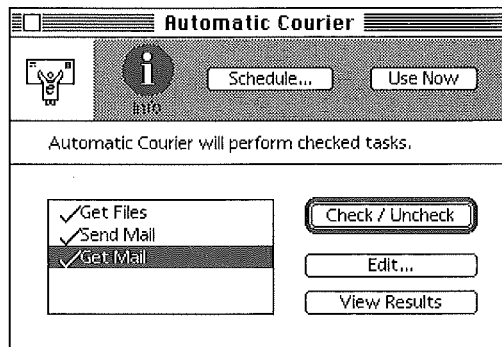 Automatic Courier
Info
Schedule...
Use Now
Automatic Courier will perform checked tasks.
Get Files
Send Mail
Get Mail
Check / Uncheck
Edit...
View Results